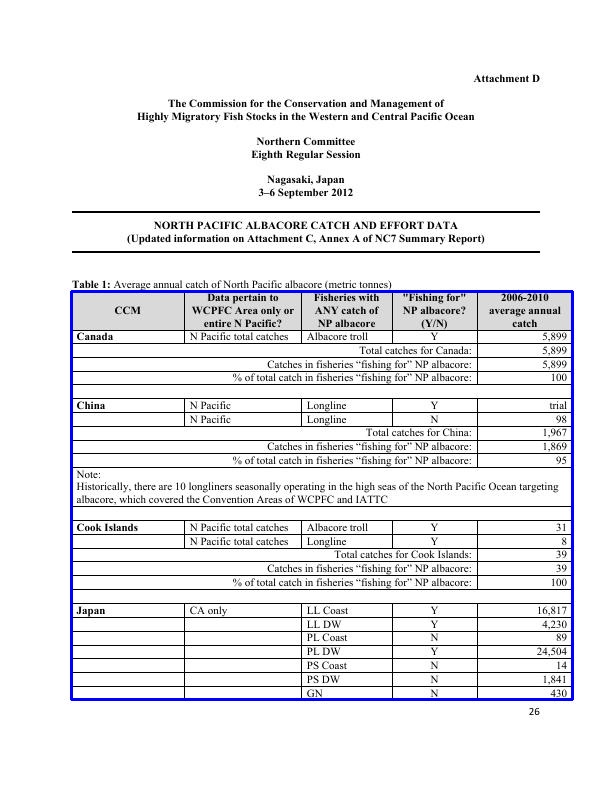 Attachment D
The Commission for the Conservation and Management of
Highly Migratory Fish Stocks in the Western and Central Pacific Ocean
Northern Committee
Eighth Regular Session
Nagasaki, Japan
3–6 September 2012
NORTH PACIFIC ALBACORE CATCH AND EFFORT DATA
(Updated information on Attachment C, Annex A of NC7 Summary Report)
Table 1: Average annual catch of North Pacific albacore (metric tonnes)
CCM | Data pertain to WCPFC Area only or entire N Pacific? | Fisheries with ANY catch of NP albacore | "Fishing for" NP albacore? (Y/N) | 2006-2010 average annual catch
Canada | N Pacific total catches | Albacore troll | Y | 5,899
Total catches for Canada: 5,899
Catches in fisheries “fishing for” NP albacore: 5,899
% of total catch in fisheries “fishing for” NP albacore: 100
China | N Pacific | Longline | Y | trial
N Pacific | Longline | N | 98
Total catches for China: 1,967
Catches in fisheries “fishing for” NP albacore: 1,869
% of total catch in fisheries “fishing for” NP albacore: 95
Note:
Historically, there are 10 longliners seasonally operating in the high seas of the North Pacific Ocean targeting
albacore, which covered the Convention Areas of WCPFC and IATTC
Cook Islands | N Pacific total catches | Albacore troll | Y | 31
N Pacific total catches | Longline | Y | 8
Total catches for Cook Islands: 39
Catches in fisheries “fishing for” NP albacore: 39
% of total catch in fisheries “fishing for” NP albacore: 100
Japan | CA only | LL Coast | Y | 16,817
LL DW | Y | 4,230
PL Coast | N | 89
PL DW | Y | 24,504
PS Coast | N | 14
PS DW | N | 1,841
GN | N | 430
26